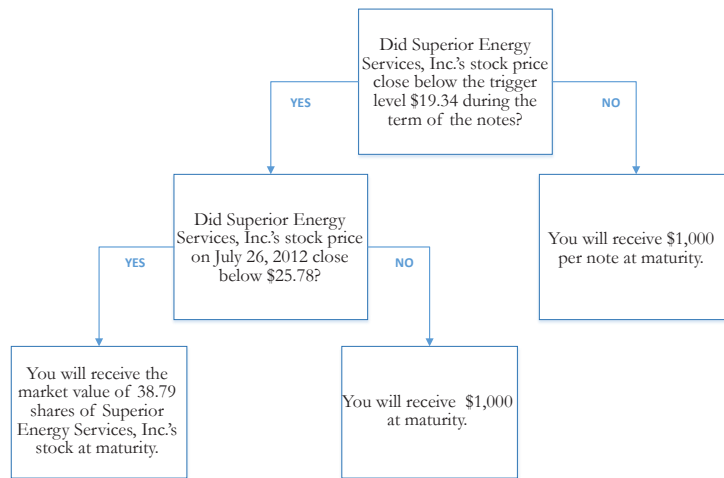 Did Superior Energy
Services, Inc.'s stock price
close below the trigger
level $19.34 during the
term of the notes?
YES
NO
Did Superior Energy
Services, Inc.'s stock price
on July 26, 2012 close
below $25.78?
You will receive $1,000
per note at maturity.
YES
NO
You will receive the
market value of 38.79
shares of Superior
Energy Services, Inc.'s
stock at maturity.
You will receive $1,000
at maturity.